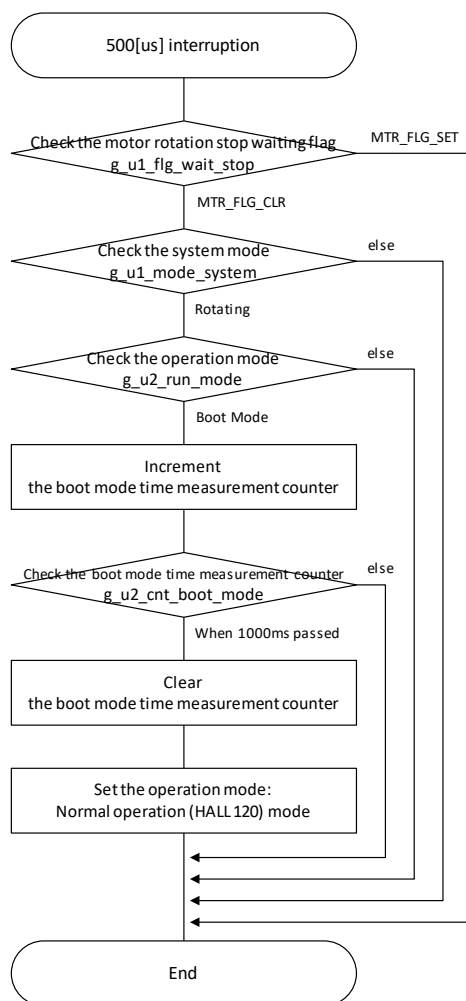 500[us] interruption
Check the motor rotation stop waiting flag
g_u1_flg_wait_stop
MTR_FLG_SET
MTR_FLG_CLR
Check the system mode
g_u1_mode_system
else
Rotating
Check the operation mode
g_u2_run_mode
else
Boot Mode
Increment
the boot mode time measurement counter
Check the boot mode time measurement counter
g_u2_cnt_boot_mode
else
When 1000ms passed
Clear
the boot mode time measurement counter
Set the operation mode:
Normal operation (HALL 120) mode
End